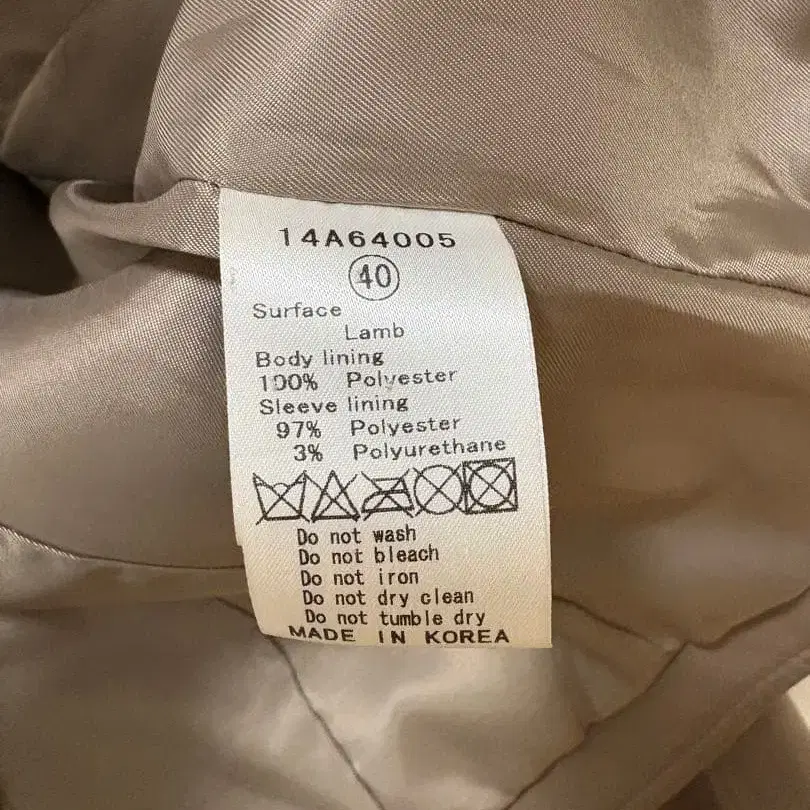 14A64005
40
Surface
Lamb
Body lining
100% Polyester
Sleeve lining
97% Polyester
3% Polyurethane
Do not wash
Do not bleach
Do not iron
Do not dry clean
Do not tumble dry
MADE IN KOREA